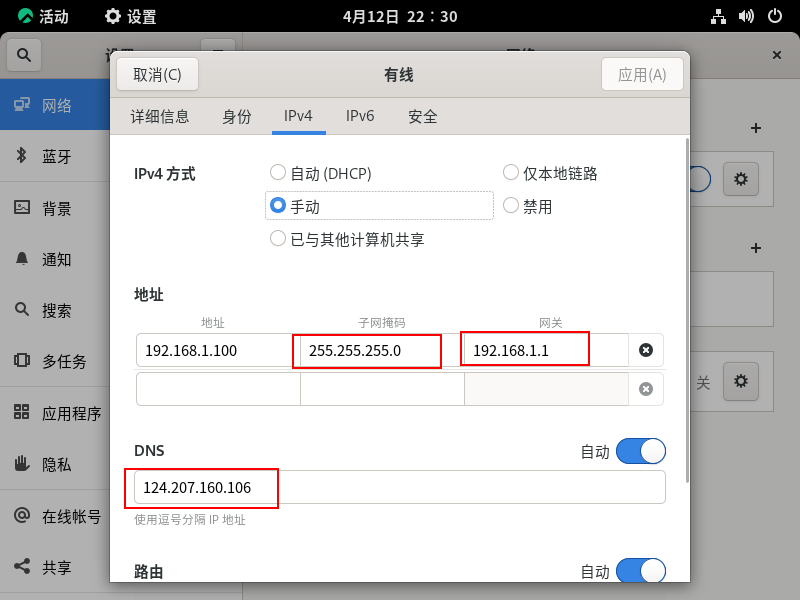 活动
设置
4月12日 22：30
取消(C)
有线
应用(A)
详细信息
身份
IPv4
IPv6
安全
网络
蓝牙
背景
通知
搜索
多任务
应用程序
隐私
在线帐号
共享
IPv4 方式
自动 (DHCP)
仅本地链路
手动
禁用
已与其他计算机共享
地址
地址
子网掩码
网关
192.168.1.100
255.255.255.0
192.168.1.1
关
DNS
自动
124.207.160.106
使用逗号分隔 IP 地址
路由
自动